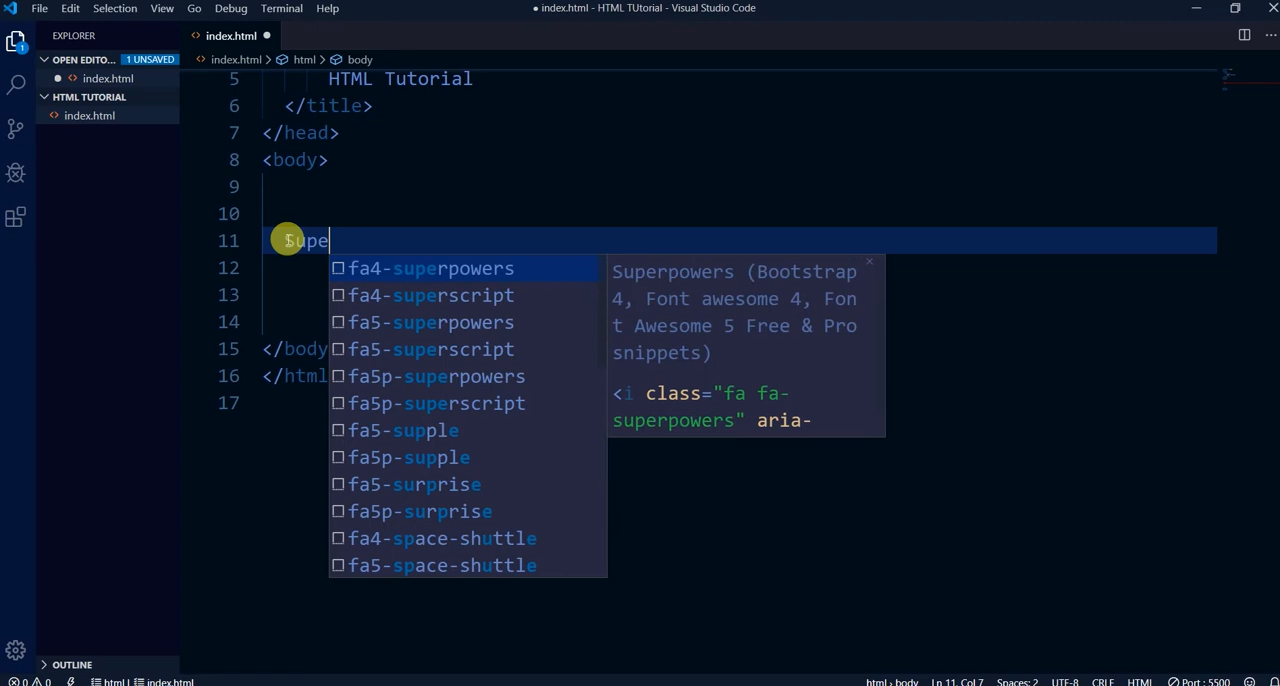 File Edit Selection View Go Debug Terminal Help
● index.html - HTML TUtorial - Visual Studio Code
EXPLORER
OPEN EDITO... 1 UNSAVED
index.html
HTML TUTORIAL
index.html
OUTLINE
1
index.html
index.html > html > body
5 HTML Tutorial
6 </title>
7 </head>
8 <body>
9
10
11 Supe
12
13
14
15 </body
16 </html
17
fa4-superpowers
fa4-superscript
fa5-superpowers
fa5-superscript
fa5p-superpowers
fa5p-superscript
fa5-supple
fa5p-supple
fa5-surprise
fa5p-surprise
fa4-space-shuttle
fa5-space-shuttle
Superpowers (Bootstrap
4, Font awesome 4, Fon
t Awesome 5 Free & Pro
snippets)
<i class="fa fa-
superpowers" aria-
0 0 html | index.html
html > body Ln 11, Col 7 Spaces: 2 UTF-8 CRLF HTML Port : 5500